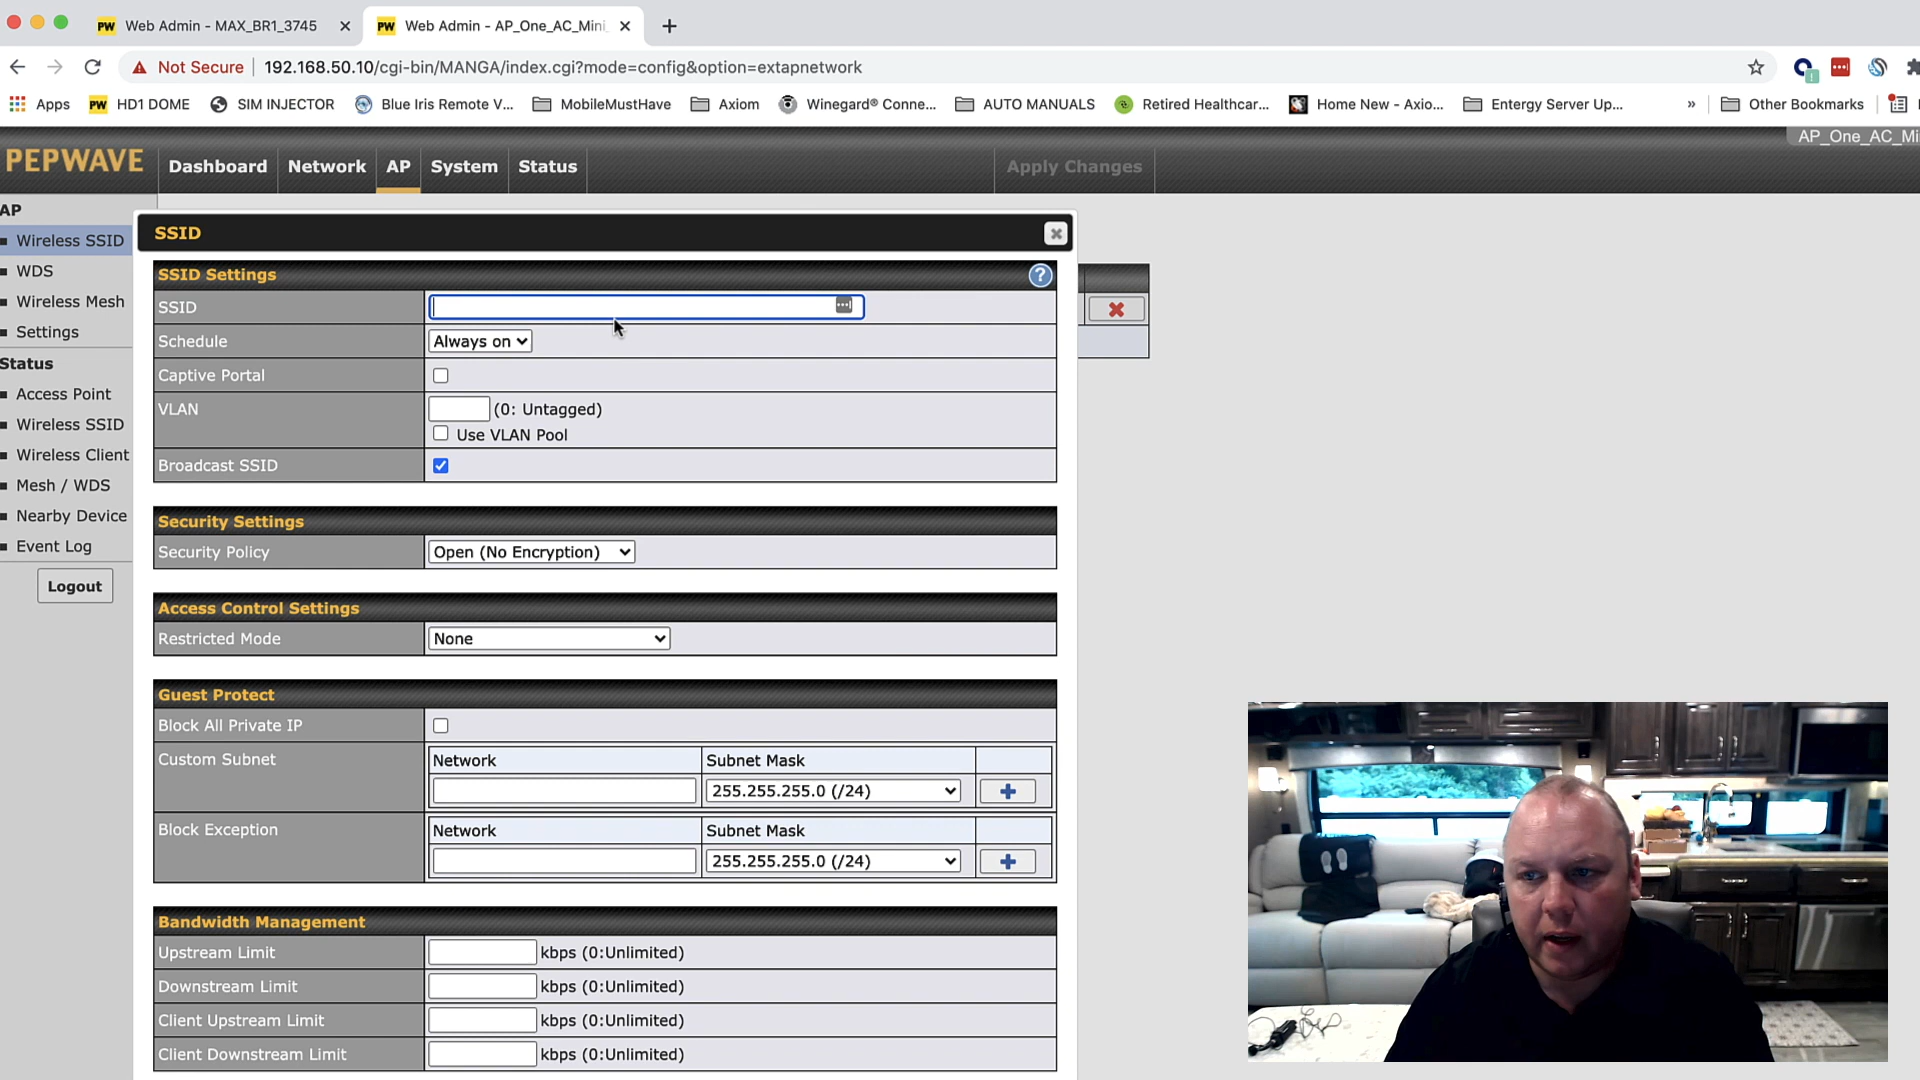 Web Admin - MAX_BR1_3745
Web Admin - AP_One_AC_Mini
Not Secure 192.168.50.10/cgi-bin/MANGA/index.cgi?mode=config&option=extapnetwork
Apps HD1 DOME SIM INJECTOR Blue Iris Remote V... MobileMustHave Axiom Winegard® Conne... AUTO MANUALS Retired Healthcar... Home New - Axio... Entergy Server Up... » Other Bookmarks
AP_One_AC_Mi
PEPWAVE Dashboard Network AP System Status Apply Changes
AP
Wireless SSID
WDS
Wireless Mesh
Settings
Status
Access Point
Wireless SSID
Wireless Client
Mesh / WDS
Nearby Device
Event Log
Logout
SSID
SSID Settings
SSID
Schedule Always on
Captive Portal
VLAN (0: Untagged)
Use VLAN Pool
Broadcast SSID
Security Settings
Security Policy Open (No Encryption)
Access Control Settings
Restricted Mode None
Guest Protect
Block All Private IP
Custom Subnet Network Subnet Mask
255.255.255.0 (/24)
Block Exception Network Subnet Mask
255.255.255.0 (/24)
Bandwidth Management
Upstream Limit kbps (0:Unlimited)
Downstream Limit kbps (0:Unlimited)
Client Upstream Limit kbps (0:Unlimited)
Client Downstream Limit kbps (0:Unlimited)